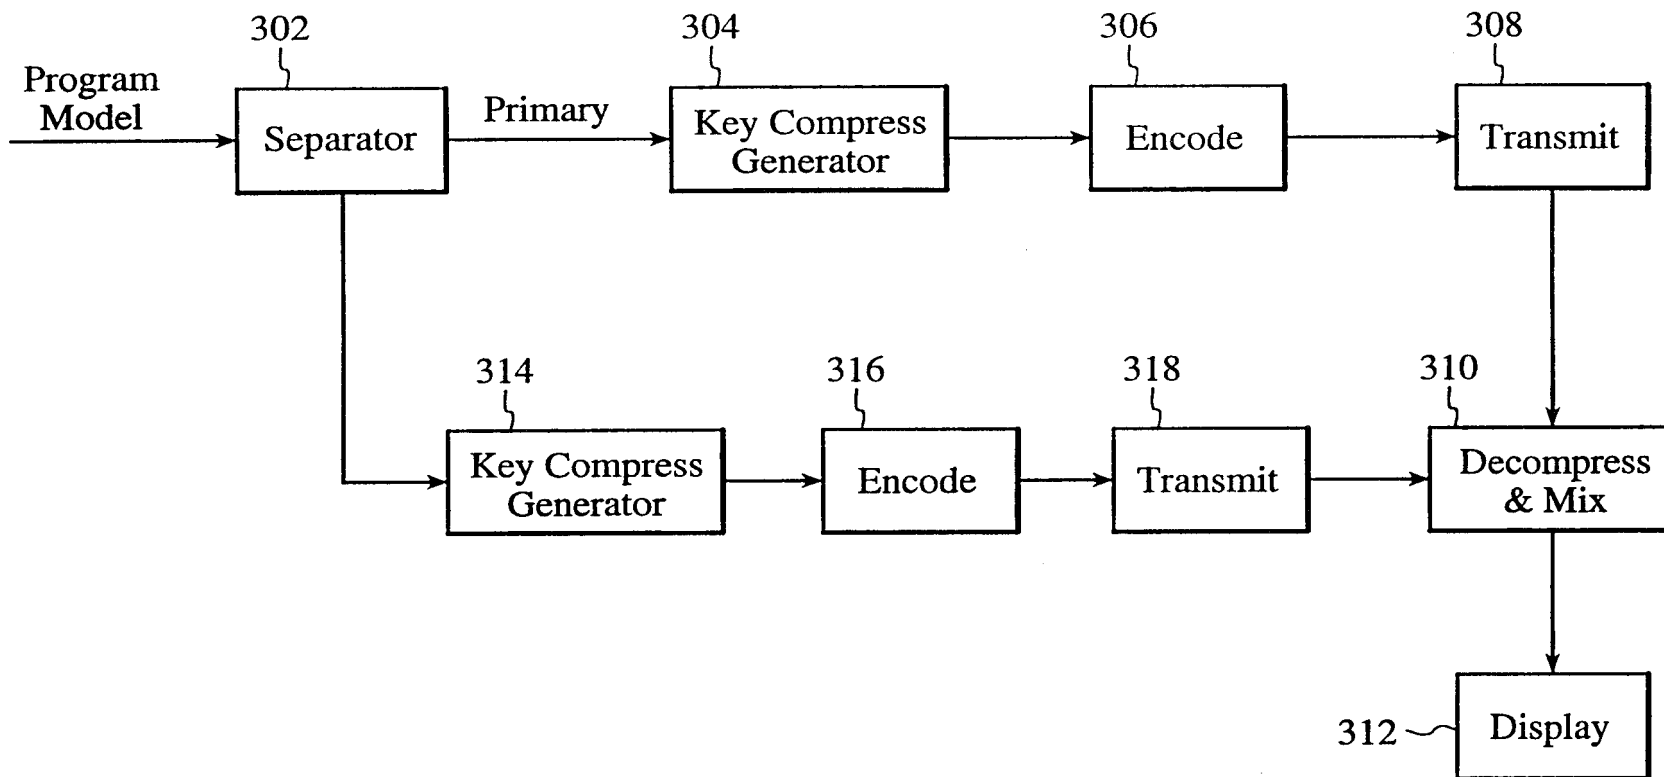 302
304
306
308
Program
Model
Separator
Primary
Key Compress
Generator
Encode
Transmit
314
316
318
310
Key Compress
Generator
Encode
Transmit
Decompress
& Mix
312
Display